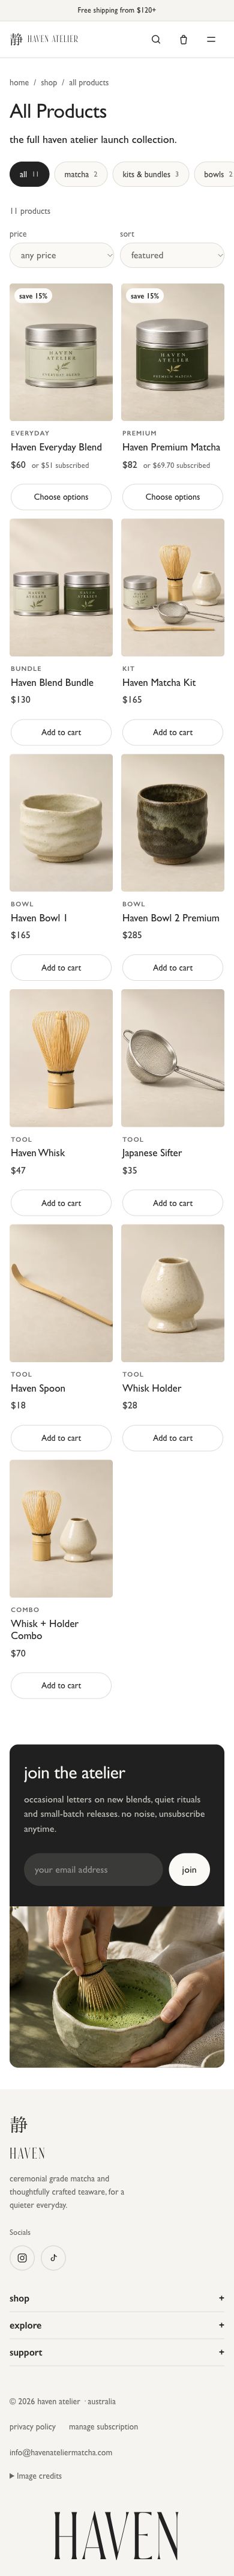 Free shipping from $120+
静 HAVEN ATELIER
home / shop / all products
All Products
the full haven atelier launch collection.
all 11
matcha 2
kits & bundles 3
bowls 2
11 products
price
sort
any price
featured
save 15%
save 15%
HAVEN
ATELIER
HAVEN
ATELIER
PREMIUM MATCHA
EVERYDAY
Haven Everyday Blend
$60 or $51 subscribed
Choose options
PREMIUM
Haven Premium Matcha
$82 or $69.70 subscribed
Choose options
HAVEN
ATELIER
HAVEN
ATELIER
HAVEN
ATELIER
BUNDLE
Haven Blend Bundle
$130
Add to cart
KIT
Haven Matcha Kit
$165
Add to cart
BOWL
Haven Bowl 1
$165
Add to cart
BOWL
Haven Bowl 2 Premium
$285
Add to cart
TOOL
Haven Whisk
$47
Add to cart
TOOL
Japanese Sifter
$35
Add to cart
TOOL
Haven Spoon
$18
Add to cart
TOOL
Whisk Holder
$28
Add to cart
COMBO
Whisk + Holder
Combo
$70
Add to cart
join the atelier
occasional letters on new blends, quiet rituals
and small-batch releases. no noise, unsubscribe
anytime.
your email address
join
静
HAVEN
ceremonial grade matcha and
thoughtfully crafted teaware, for a
quieter everyday.
Socials
shop +
explore +
support +
© 2026 haven atelier · australia
privacy policy manage subscription
info@havenateliermatcha.com
▶ Image credits
HAVEN